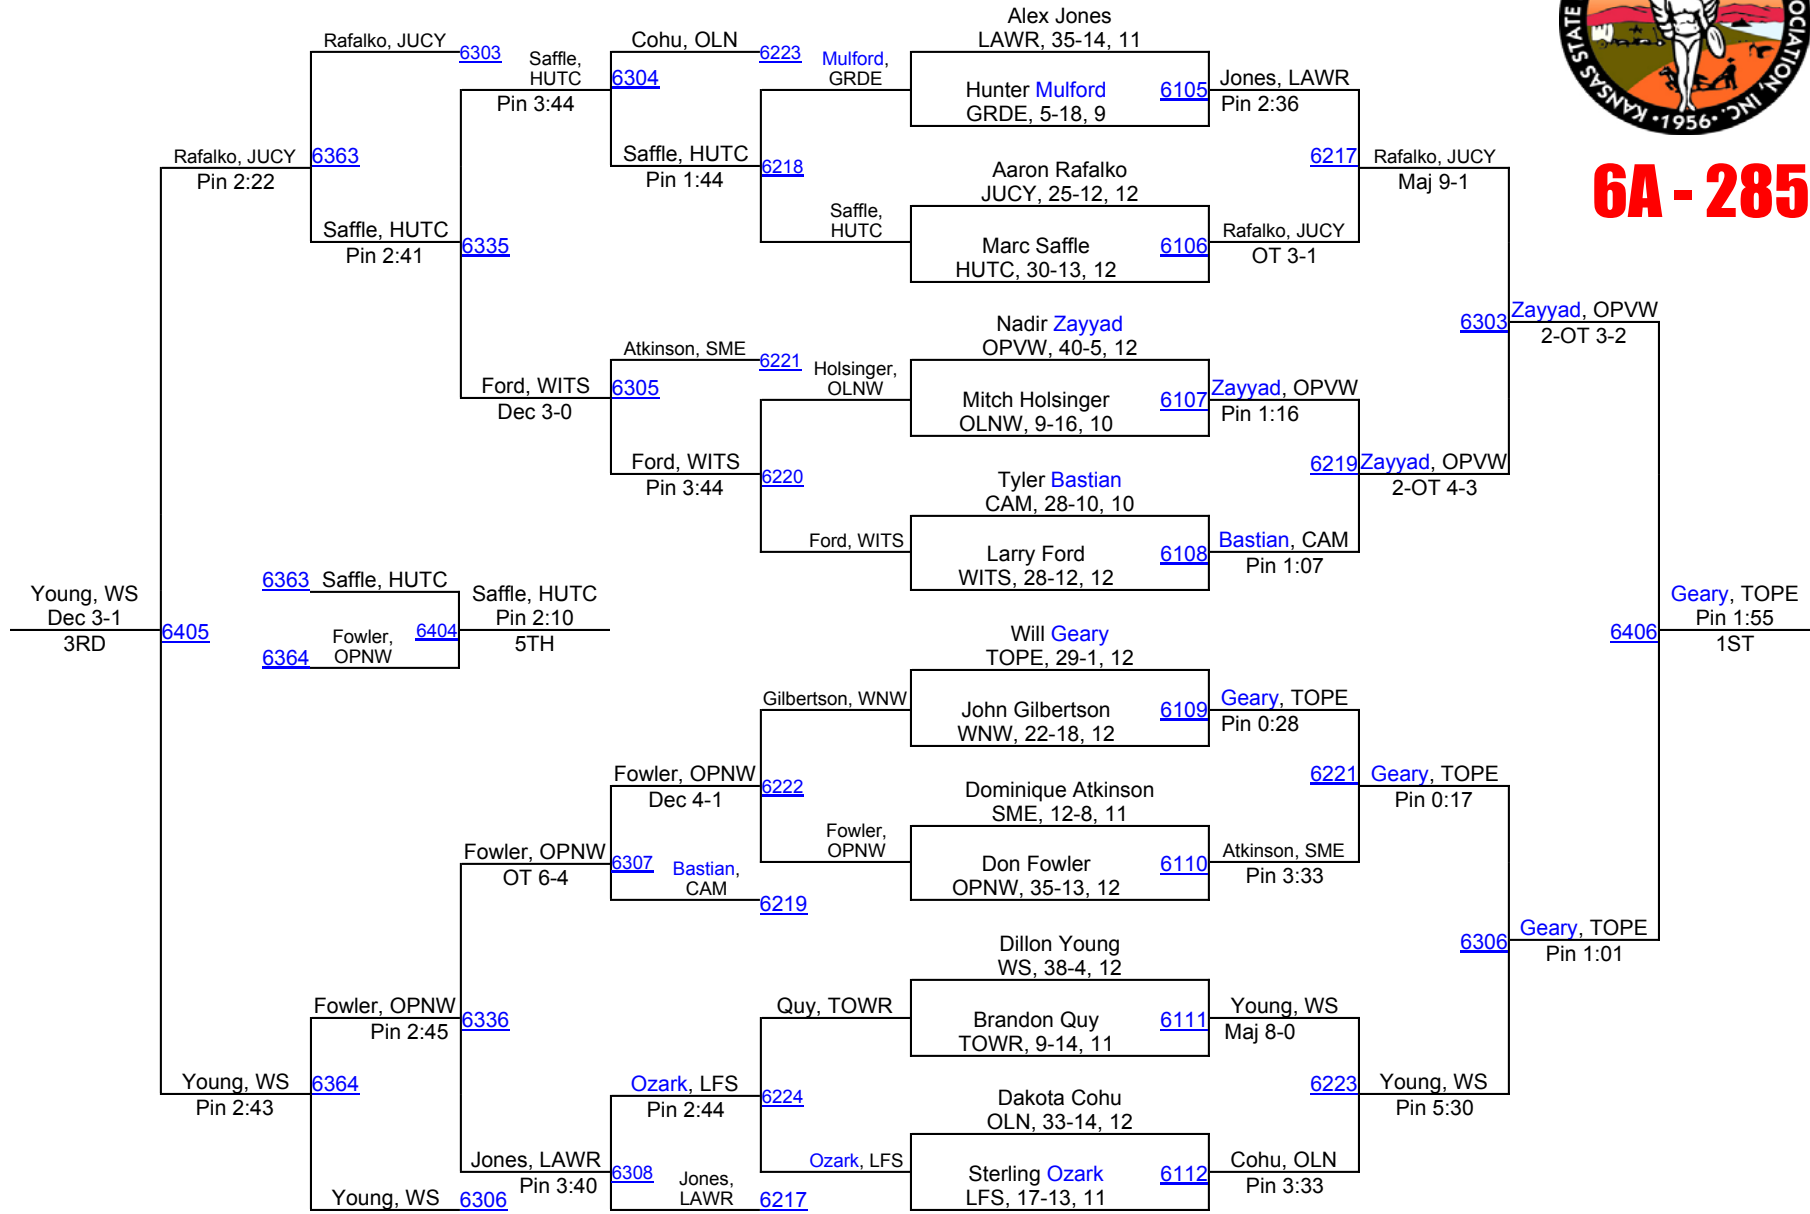 KANSAS STATE
OCIATION, INC.
·1956·
6A - 285
Rafalko, JUCY
6303
Saffle,
HUTC
Pin 3:44
Cohu, OLN
6304
6223
Mulford,
GRDE
Alex Jones
LAWR, 35-14, 11
Hunter Mulford
GRDE, 5-18, 9
6105
Jones, LAWR
Pin 2:36
Rafalko, JUCY
Pin 2:22
6363
Saffle, HUTC
Pin 1:44
6218
Aaron Rafalko
JUCY, 25-12, 12
6217
Rafalko, JUCY
Maj 9-1
Saffle, HUTC
Pin 2:41
6335
Saffle,
HUTC
Marc Saffle
HUTC, 30-13, 12
6106
Rafalko, JUCY
OT 3-1
6303
Zayyad, OPVW
2-OT 3-2
Nadir Zayyad
OPVW, 40-5, 12
Atkinson, SME
6221
Holsinger,
OLNW
Ford, WITS
Dec 3-0
6305
Mitch Holsinger
OLNW, 9-16, 10
6107
Zayyad, OPVW
Pin 1:16
Ford, WITS
Pin 3:44
6220
Tyler Bastian
CAM, 28-10, 10
6219
Zayyad, OPVW
2-OT 4-3
Ford, WITS
Larry Ford
WITS, 28-12, 12
6108
Bastian, CAM
Pin 1:07
Young, WS
Dec 3-1
3RD
6405
6363
Saffle, HUTC
Fowler,
OPNW
6364
6404
Saffle, HUTC
Pin 2:10
5TH
6406
Geary, TOPE
Pin 1:55
1ST
Will Geary
TOPE, 29-1, 12
Gilbertson, WNW
John Gilbertson
WNW, 22-18, 12
6109
Geary, TOPE
Pin 0:28
Fowler, OPNW
Dec 4-1
6222
Dominique Atkinson
SME, 12-8, 11
6221
Geary, TOPE
Pin 0:17
Fowler, OPNW
OT 6-4
6307
Bastian,
CAM
6219
Fowler,
OPNW
Don Fowler
OPNW, 35-13, 12
6110
Atkinson, SME
Pin 3:33
6306
Geary, TOPE
Pin 1:01
Dillon Young
WS, 38-4, 12
Fowler, OPNW
Pin 2:45
6336
Quy, TOWR
Brandon Quy
TOWR, 9-14, 11
6111
Young, WS
Maj 8-0
Young, WS
Pin 2:43
6364
Ozark, LFS
Pin 2:44
6224
Dakota Cohu
OLN, 33-14, 12
6223
Young, WS
Pin 5:30
Jones, LAWR
Pin 3:40
6308
Jones,
LAWR
6217
Ozark, LFS
Sterling Ozark
LFS, 17-13, 11
6112
Cohu, OLN
Pin 3:33
Young, WS
6306